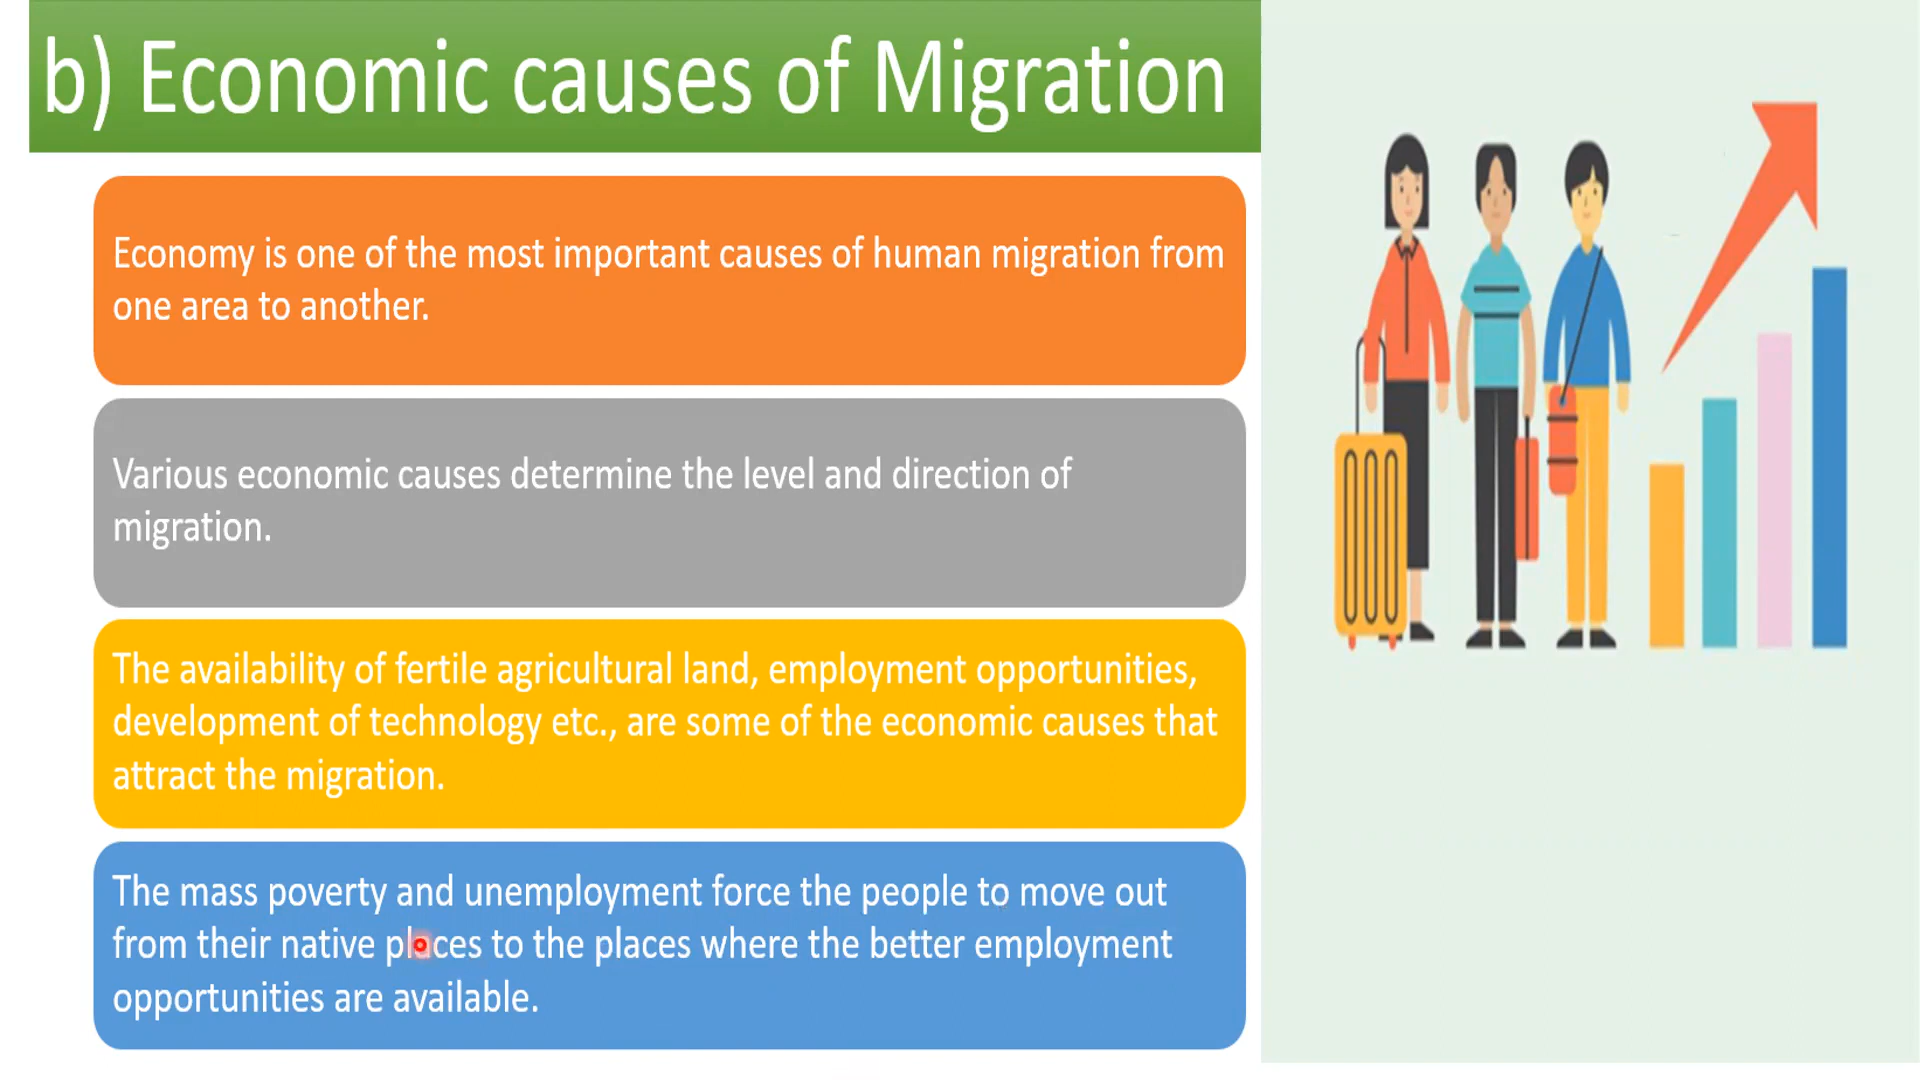 b) Economic causes of Migration
Economy is one of the most important causes of human migration from
one area to another.
Various economic causes determine the level and direction of
migration.
The availability of fertile agricultural land, employment opportunities,
development of technology etc., are some of the economic causes that
attract the migration.
The mass poverty and unemployment force the people to move out
from their native places to the places where the better employment
opportunities are available.